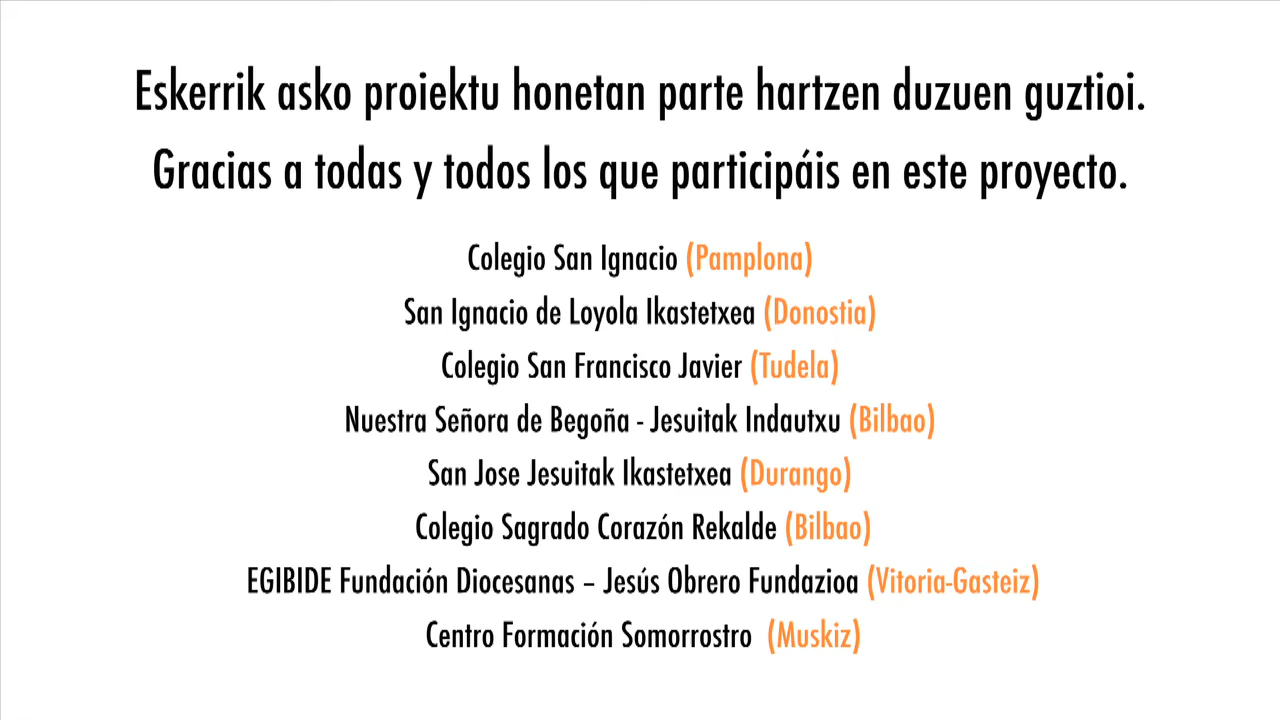 Eskerrik asko proiektu honetan parte hartzen duzuen guztioi.
Gracias a todas y todos los que participáis en este proyecto.
Colegio San Ignacio (Pamplona)
San Ignacio de Loyola Ikastetxea (Donostia)
Colegio San Francisco Javier (Tudela)
Nuestra Señora de Begoña - Jesuitak Indautxu (Bilbao)
San Jose Jesuitak Ikastetxea (Durango)
Colegio Sagrado Corazón Rekalde (Bilbao)
EGIBIDE Fundación Diocesanas – Jesús Obrero Fundazioa (Vitoria-Gasteiz)
Centro Formación Somorrostro (Muskiz)